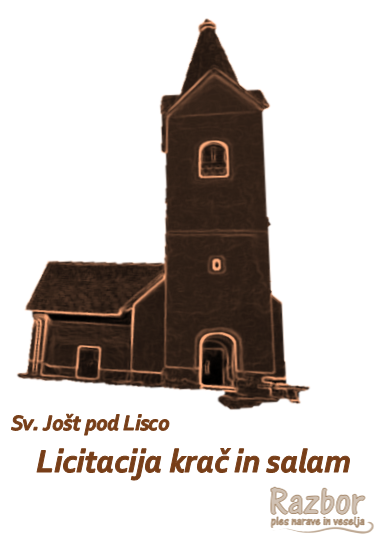 Sv. Jošt pod Lisco
Licitacija krač in salam
Razbor
ples narave in veselja